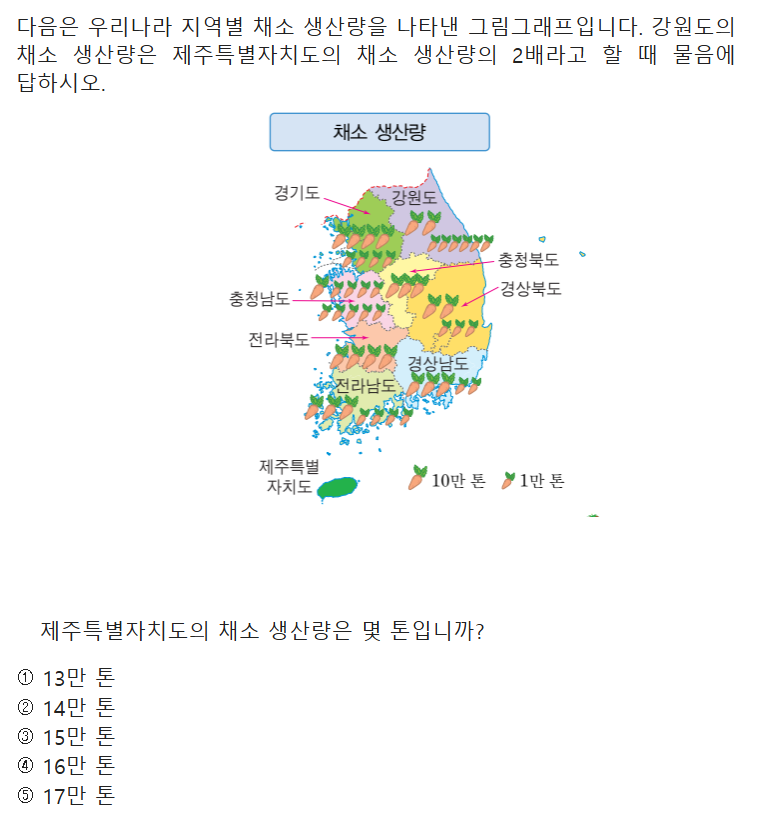 다음은 우리나라 지역별 채소 생산량을 나타낸 그림그래프입니다. 강원도의
채소 생산량은 제주특별자치도의 채소 생산량의 2배라고 할 때 물음에
답하시오.
채소 생산량
경기도
강원도
충청북도
경상북도
충청남도
전라북도
경상남도
전라남도
제주특별
자치도
10만 톤
1만 톤
제주특별자치도의 채소 생산량은 몇 톤입니까?
① 13만 톤
② 14만 톤
③ 15만 톤
④ 16만 톤
⑤ 17만 톤